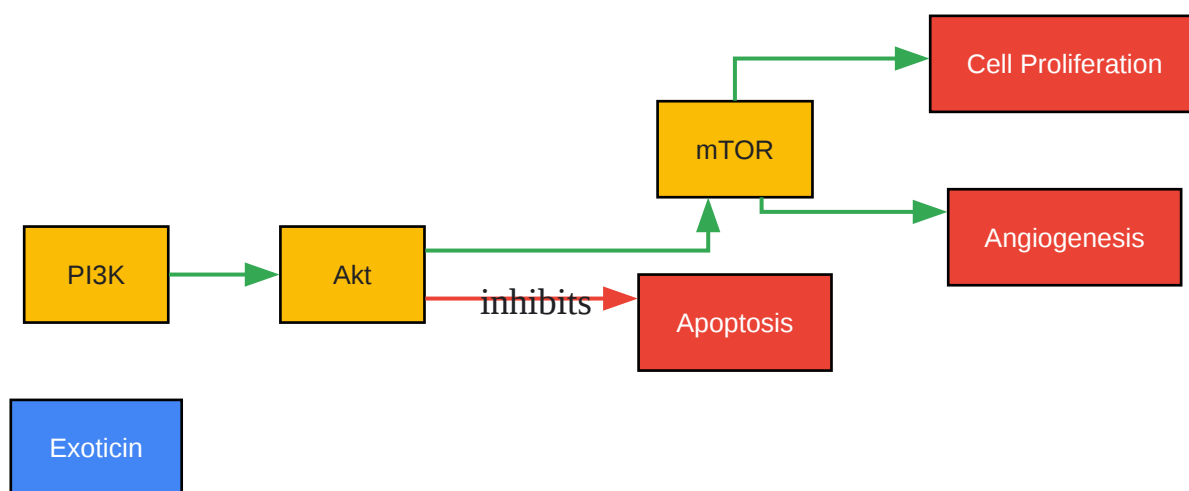 Cell Proliferation
mTOR
Angiogenesis
PI3K
Akt
inhibits
Apoptosis
Exoticin